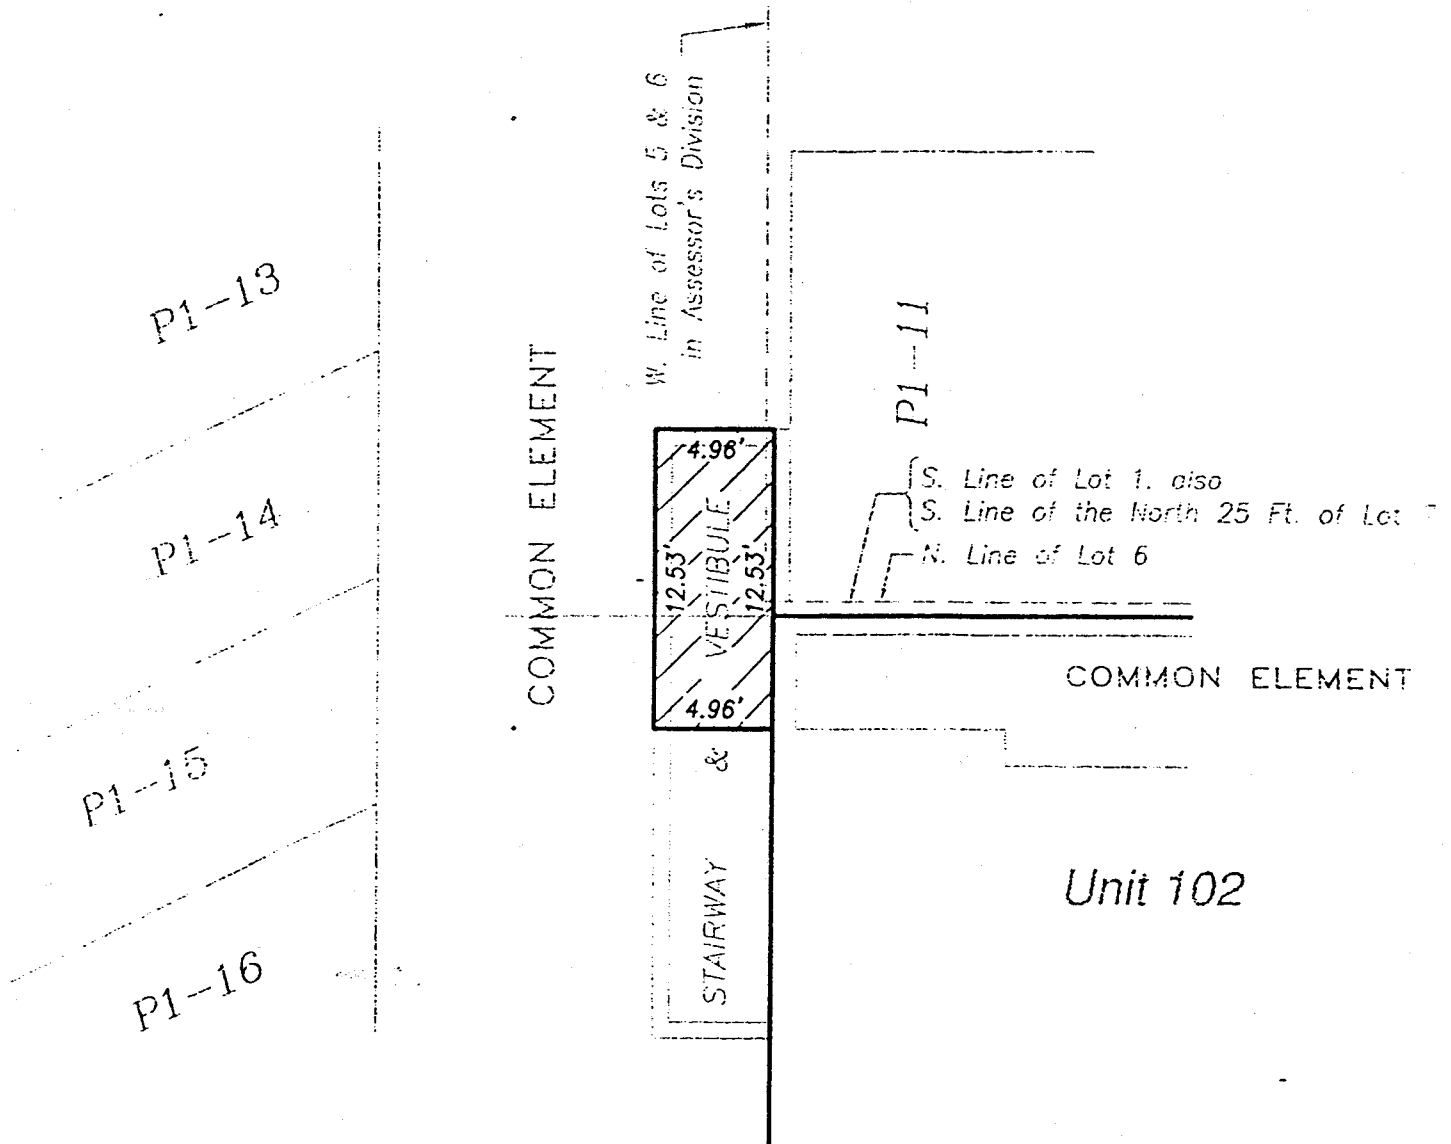 W. Line of Lots 5 & 6
in Assessor's Division
P1-13
P1-11
COMMON ELEMENT
4.96'
S. Line of Lot 1. also
S. Line of the North 25 Ft. of Lot
P1-14
N. Line of Lot 6
12.53'
VESTIBULE
12.53'
COMMON ELEMENT
4.96'
&
P1-15
STAIRWAY
Unit 102
P1-16